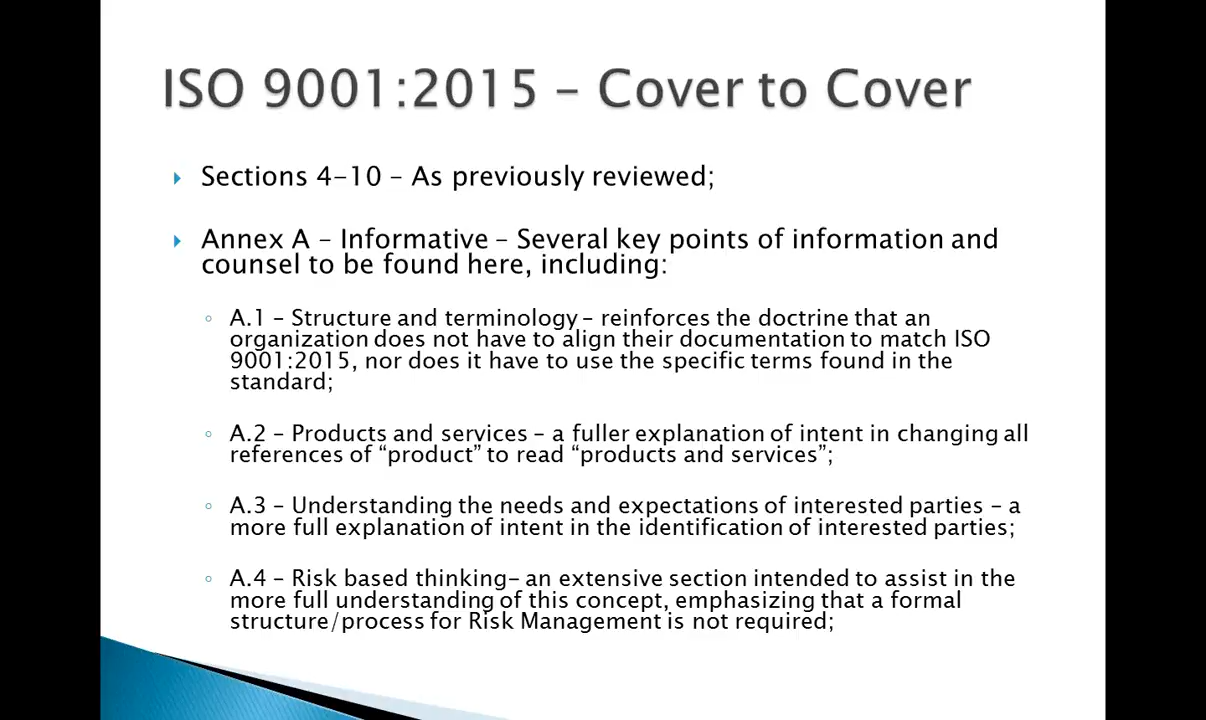 ISO 9001:2015 – Cover to Cover
Sections 4-10 – As previously reviewed;
Annex A – Informative – Several key points of information and
counsel to be found here, including:
A.1 – Structure and terminology – reinforces the doctrine that an
organization does not have to align their documentation to match ISO
9001:2015, nor does it have to use the specific terms found in the
standard;
A.2 – Products and services – a fuller explanation of intent in changing all
references of “product” to read “products and services”;
A.3 – Understanding the needs and expectations of interested parties – a
more full explanation of intent in the identification of interested parties;
A.4 – Risk based thinking– an extensive section intended to assist in the
more full understanding of this concept, emphasizing that a formal
structure/process for Risk Management is not required;